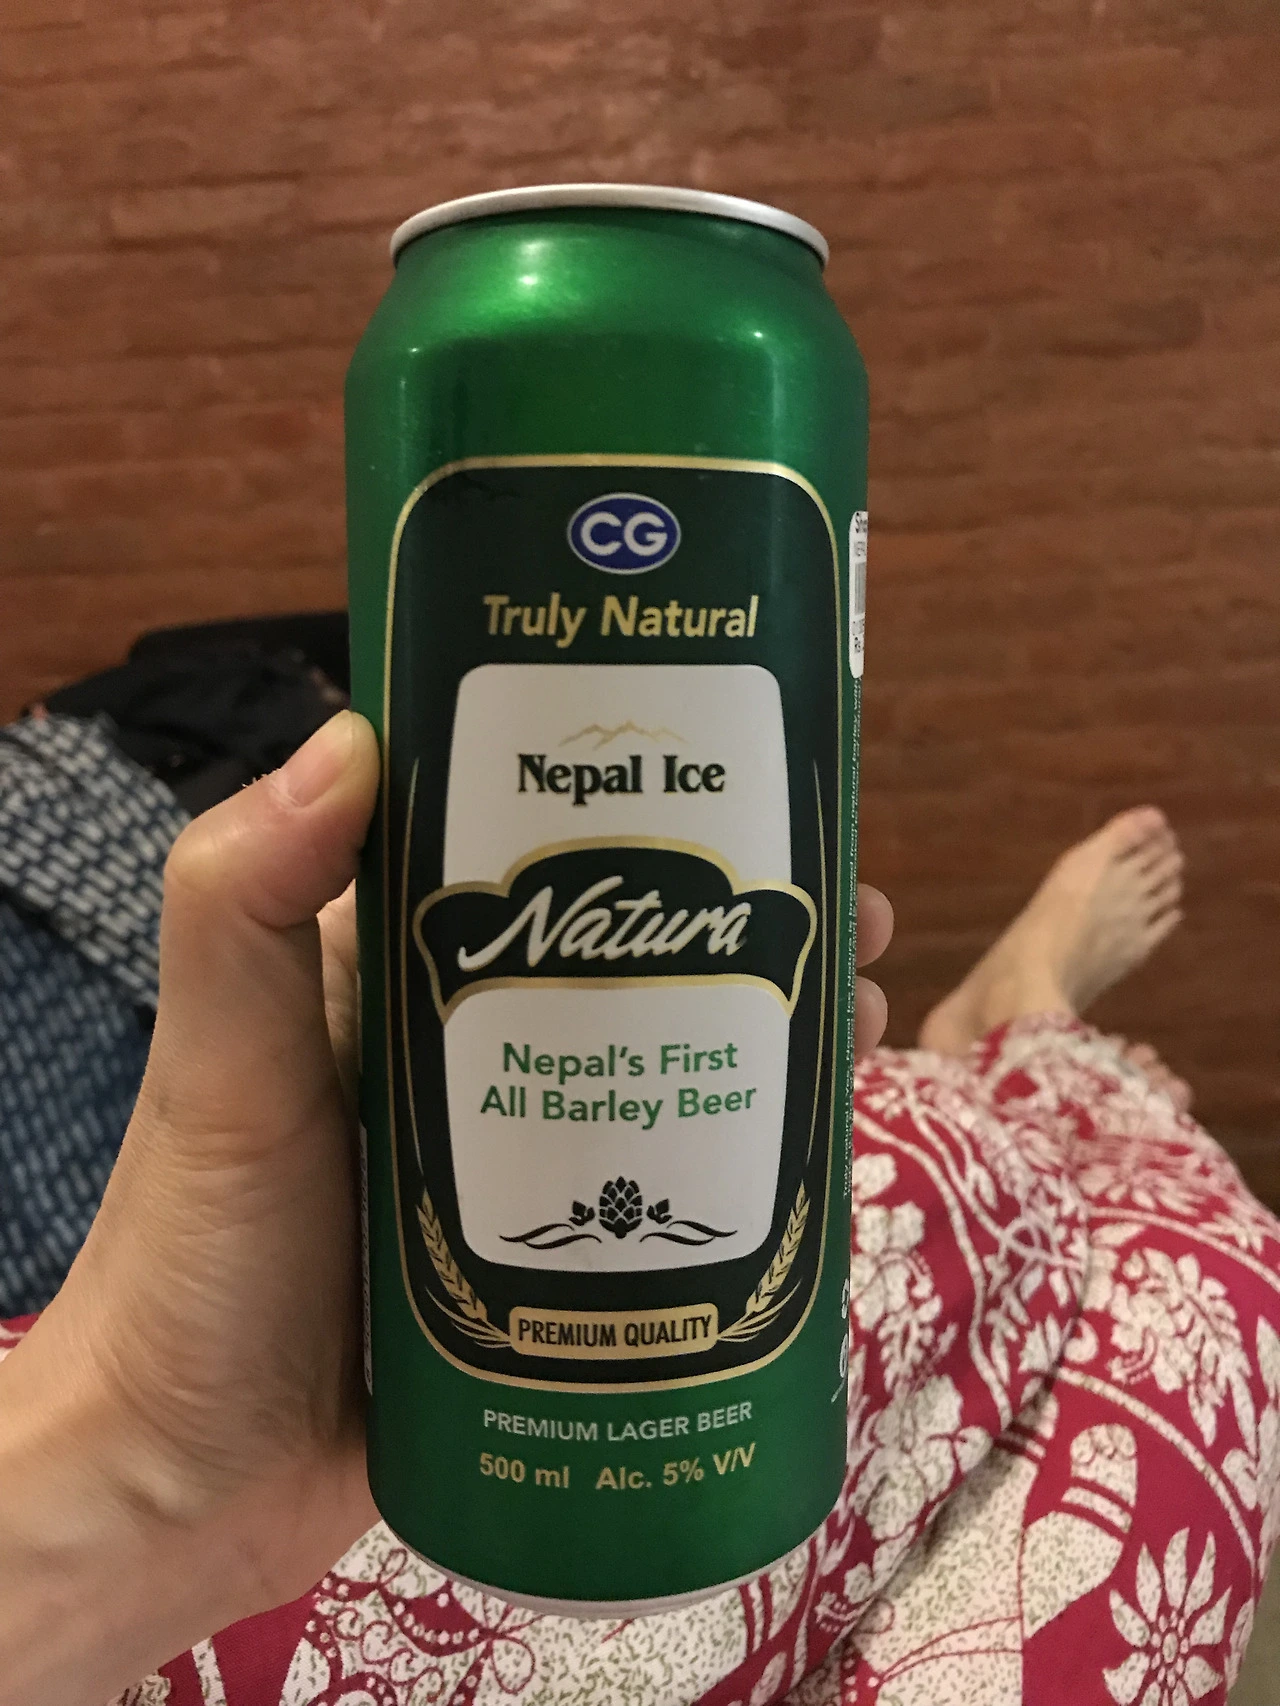 CG
Truly Natural
Nepal Ice
Natura
Nepal's First
All Barley Beer
PREMIUM QUALITY
PREMIUM LAGER BEER
500 ml Alc. 5% V/V